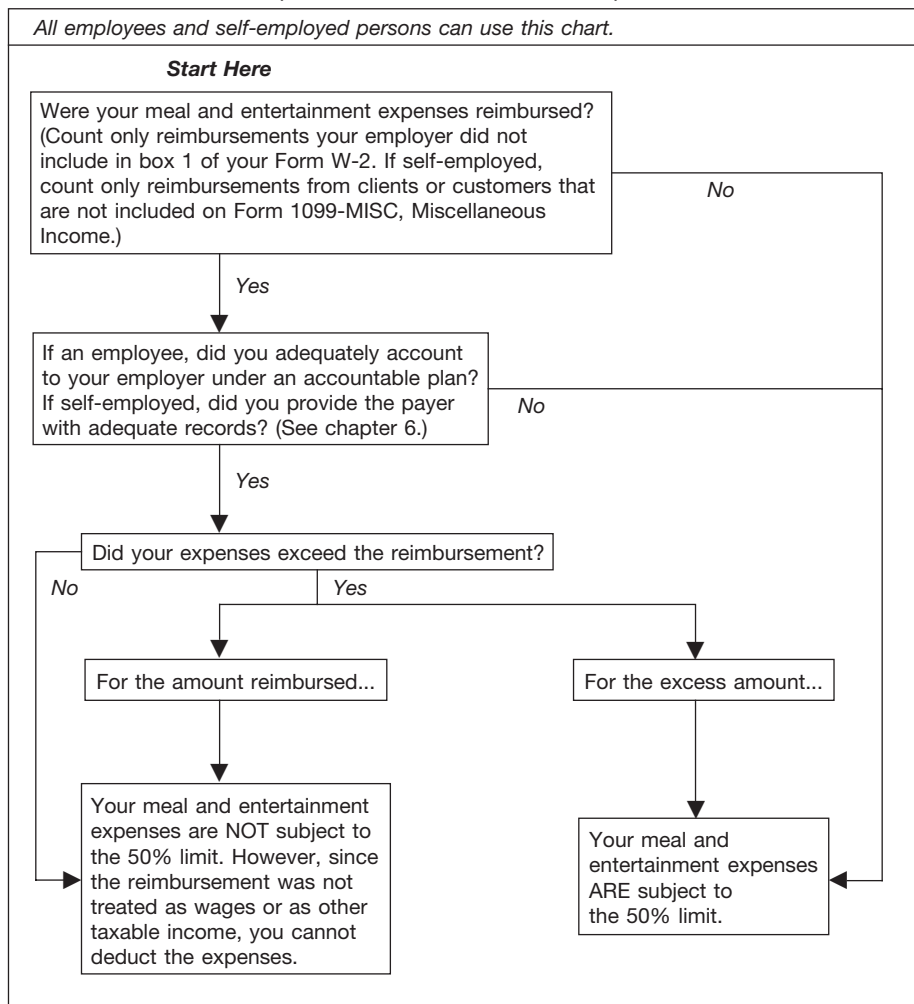 All employees and self-employed persons can use this chart.
Start Here
Were your meal and entertainment expenses reimbursed?
(Count only reimbursements your employer did not
include in box 1 of your Form W-2. If self-employed,
count only reimbursements from clients or customers that
are not included on Form 1099-MISC, Miscellaneous
Income.)
No
Yes
If an employee, did you adequately account
to your employer under an accountable plan?
If self-employed, did you provide the payer
with adequate records? (See chapter 6.)
No
Yes
Did your expenses exceed the reimbursement?
No
Yes
For the amount reimbursed...
For the excess amount...
Your meal and entertainment
expenses are NOT subject to
the 50% limit. However, since
the reimbursement was not
treated as wages or as other
taxable income, you cannot
deduct the expenses.
Your meal and
entertainment expenses
ARE subject to
the 50% limit.